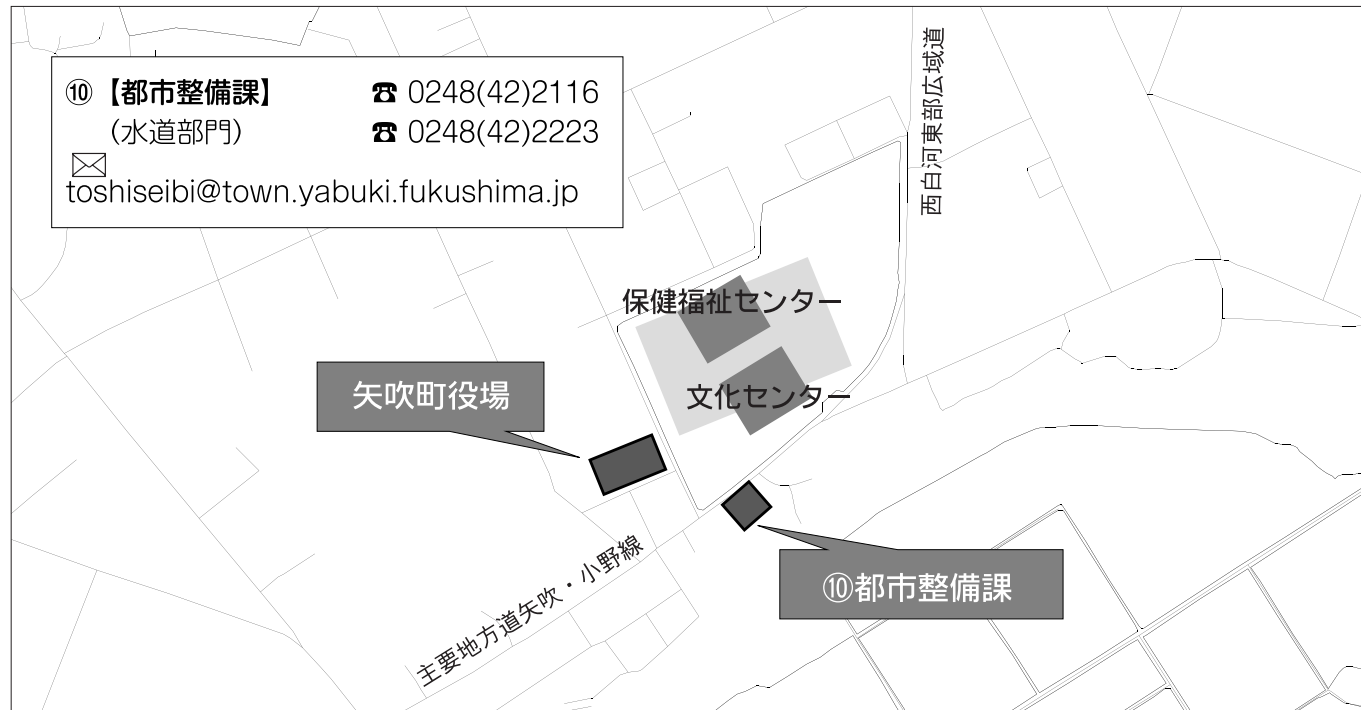 ⑩【都市整備課】 ☎ 0248(42)2116
(水道部門) ☎ 0248(42)2223
✉
toshiseibi@town.yabuki.fukushima.jp
西白河東部広域道
保健福祉センター
文化センター
矢吹町役場
⑩都市整備課
主要地方道矢吹・小野線